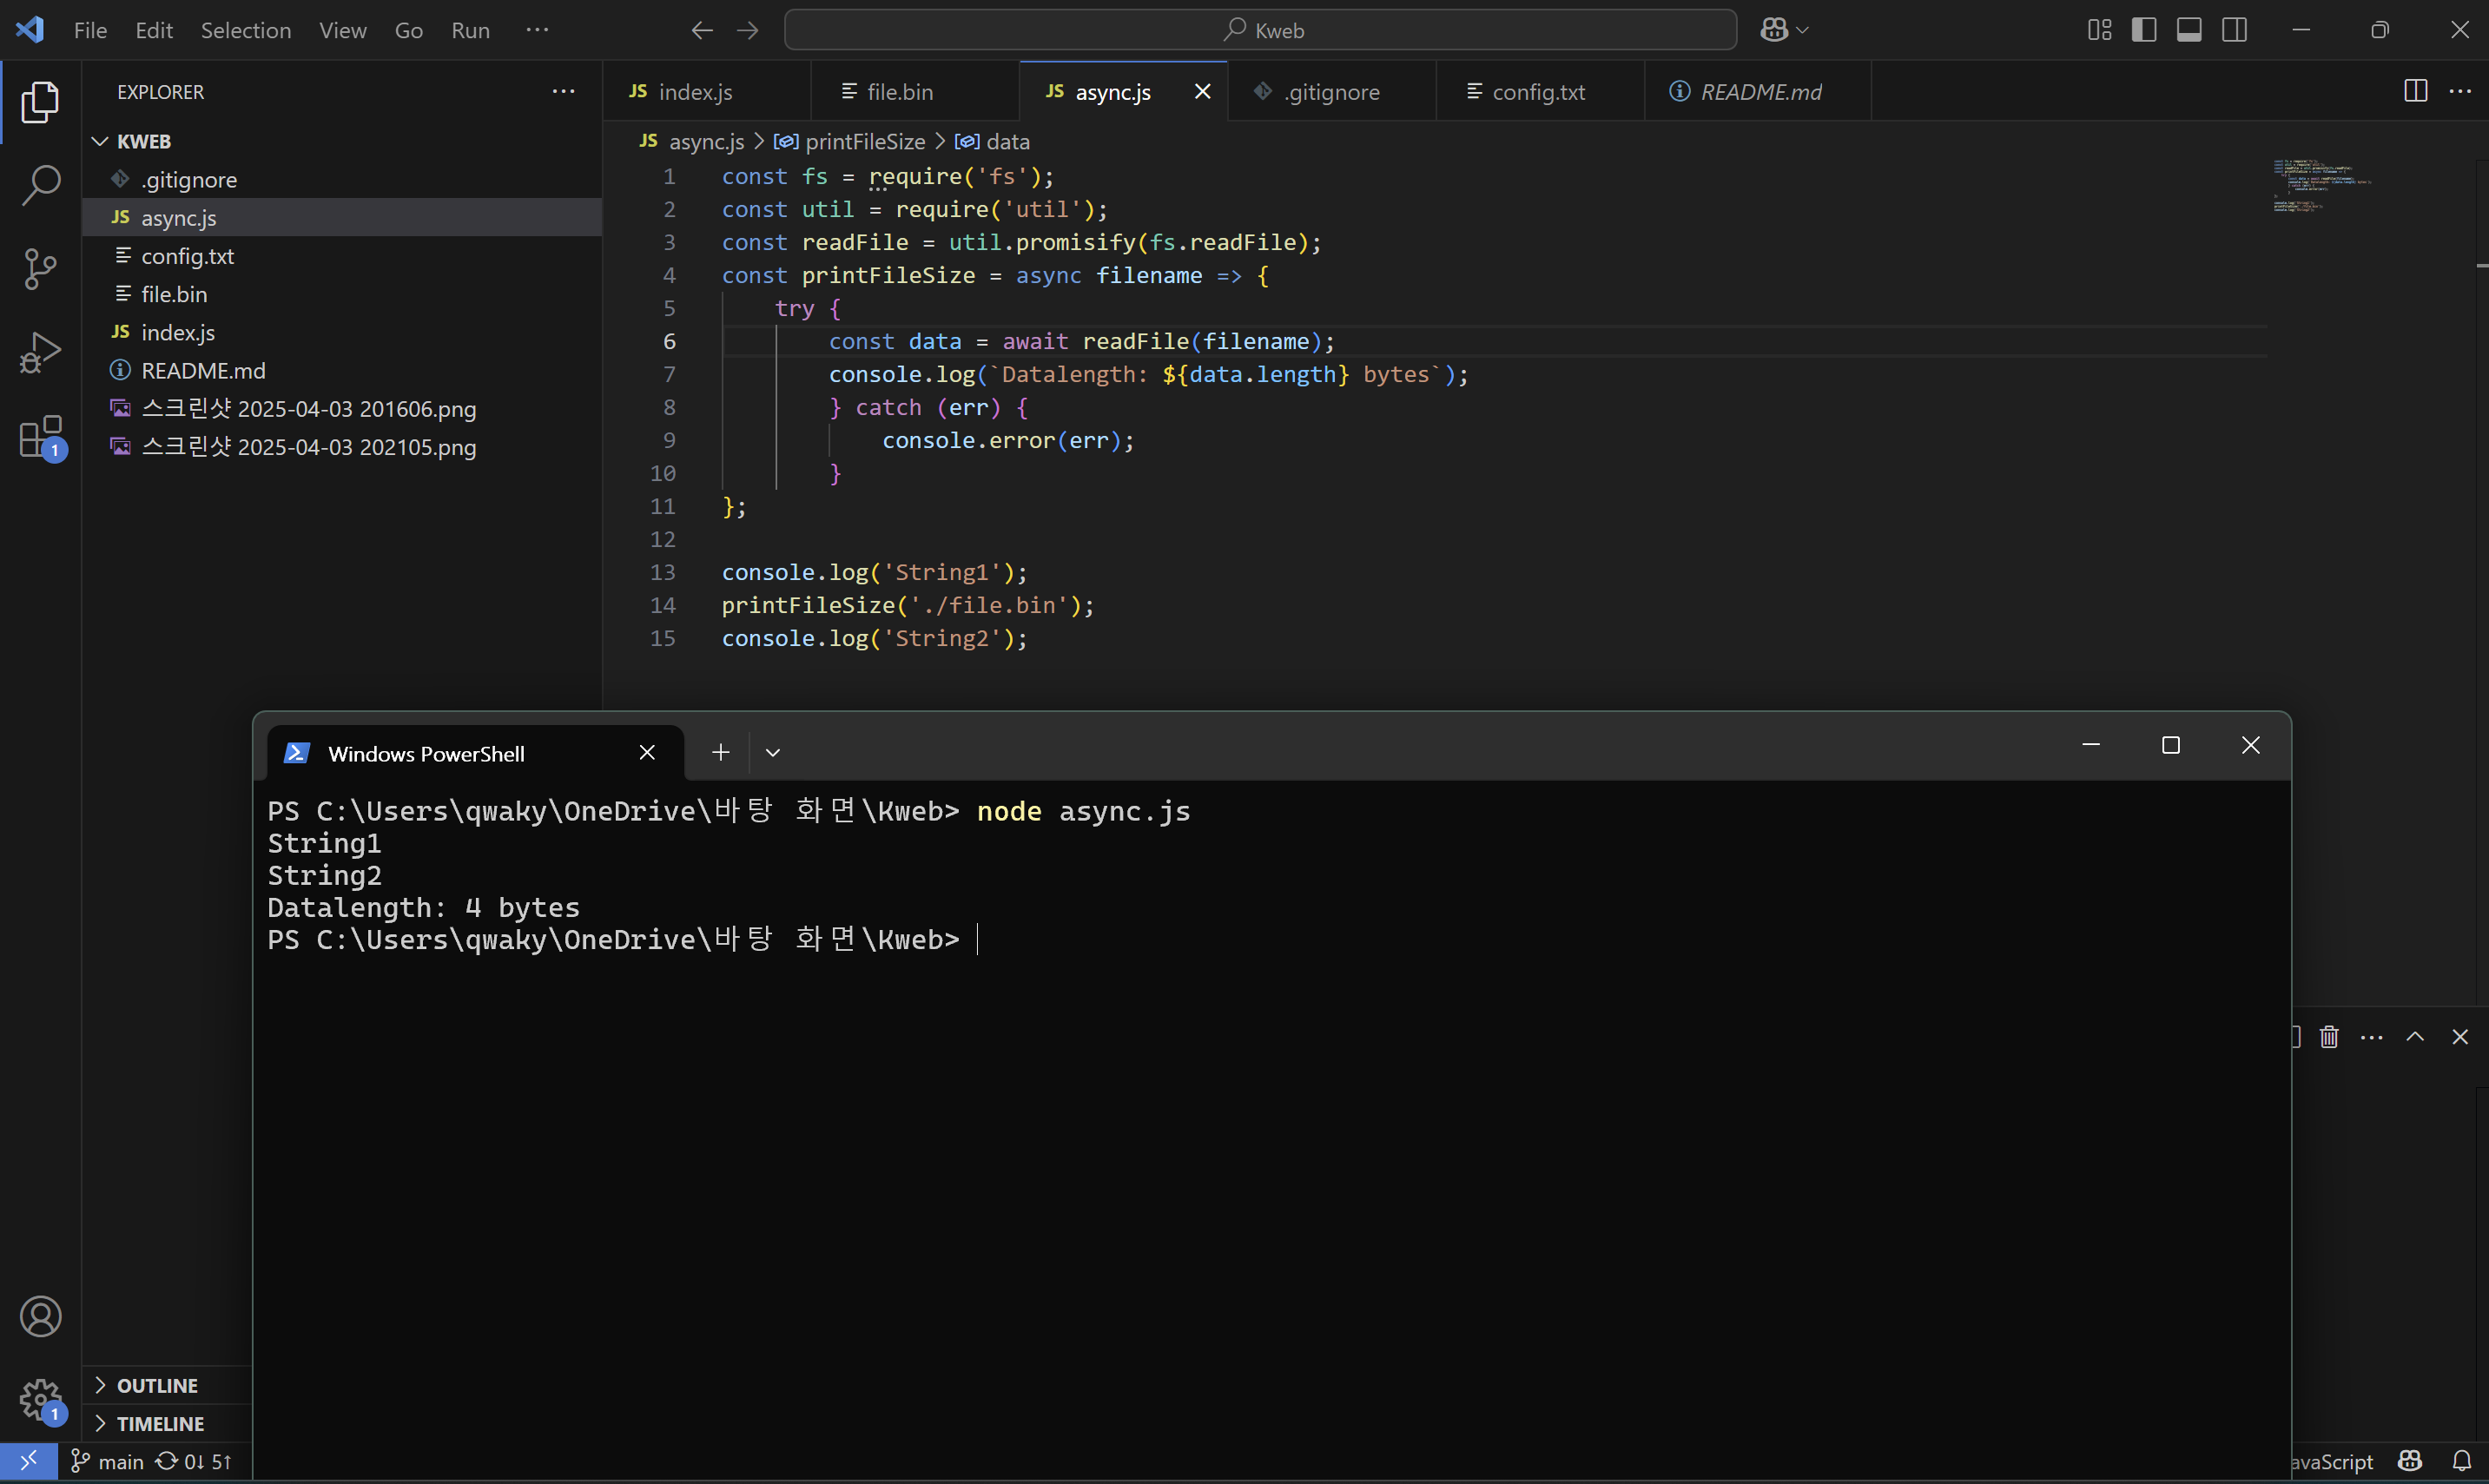 File Edit Selection View Go Run ··· Kweb
EXPLORER ···
KWEB
.gitignore
JS async.js
config.txt
file.bin
JS index.js
README.md
스크린샷 2025-04-03 201606.png
스크린샷 2025-04-03 202105.png
1
JS index.js file.bin JS async.js .gitignore config.txt README.md
JS async.js > printFileSize > data
1 const fs = require('fs');
2 const util = require('util');
3 const readFile = util.promisify(fs.readFile);
4 const printFileSize = async filename => {
5 try {
6 const data = await readFile(filename);
7 console.log(`Datalength: ${data.length} bytes`);
8 } catch (err) {
9 console.error(err);
10 }
11 };
12
13 console.log('String1');
14 printFileSize('./file.bin');
15 console.log('String2');
Windows PowerShell
PS C:\Users\qwaky\OneDrive\바탕 화면\Kweb> node async.js
String1
String2
Datalength: 4 bytes
PS C:\Users\qwaky\OneDrive\바탕 화면\Kweb>
OUTLINE
1
TIMELINE
main 0↓ 5↑
avaScript